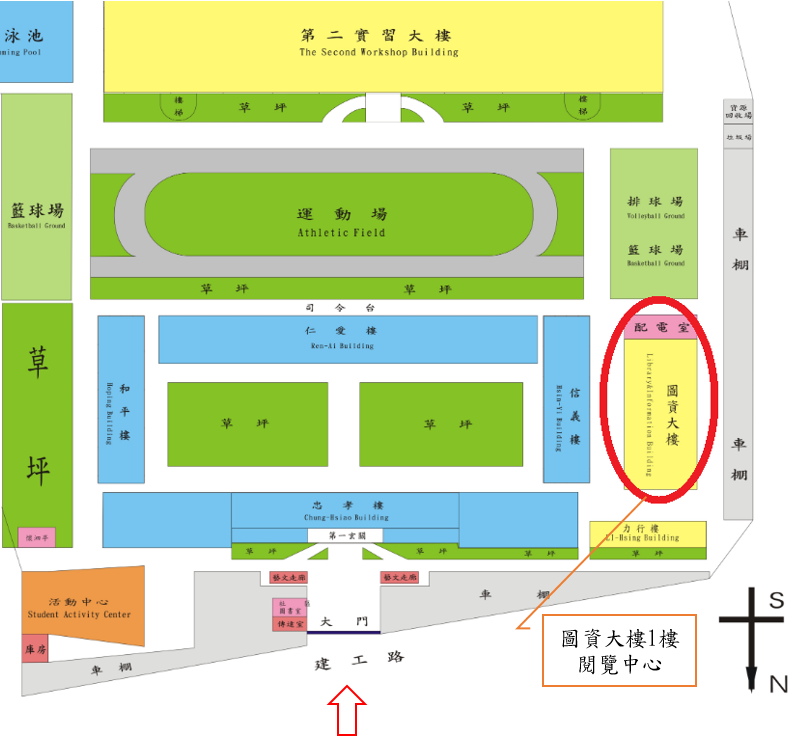 泳池
ming Pool
第二實習大樓
The Second Workshop Building
樓梯
草坪
草坪
樓梯
資源
回收場
垃圾場
籃球場
Basketball Ground
運動場
Athletic Field
排球場
Volleyball Ground
籃球場
Basketball Ground
車棚
草坪
草坪
司令台
仁愛樓
Ren-Ai Building
配電室
草坪
和平樓
Hoping Building
草坪
草坪
信義樓
Hsin-Yi Building
圖資大樓
Library&Information Building
車棚
忠孝樓
Chung-Hsino Building
第一玄關
力行樓
LI-Hsing Building
草坪
草坪
草坪
草坪
藝文走廊
藝文走廊
活動中心
Student Activity Center
圖書室
傳達室
大門
車棚
庫房
車棚
建工路
圖資大樓1樓
閱覽中心
S
N